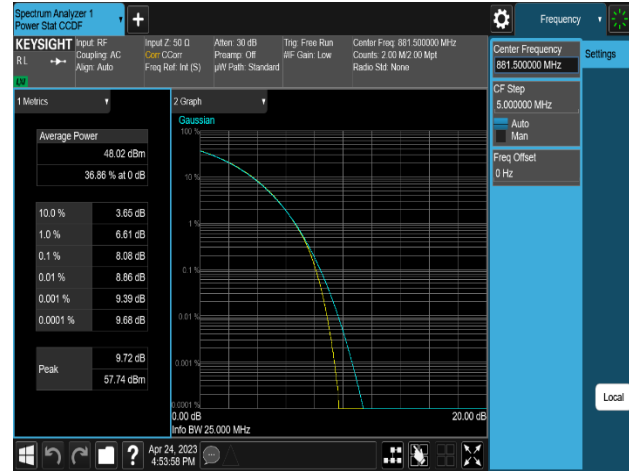 Spectrum Analyzer 1
Power Stat CCDF
Frequency
KEYSIGHT
RL
LM
Input: RF
Coupling: AC
Align: Auto
Input Z: 50 Ω
Corr CCorr
Freq Ref: Int (S)
Atten: 30 dB
Preamp: Off
µW Path: Standard
Trig: Free Run
#IF Gain: Low
Center Freq: 881.500000 MHz
Counts: 2.00 M/2.00 Mpt
Radio Std: None
Center Frequency
881.500000 MHz
Settings
CF Step
5.000000 MHz
Auto
Man
Freq Offset
0 Hz
Local
1 Metrics
Average Power
48.02 dBm
36.86 % at 0 dB
10.0 % 3.65 dB
1.0 % 6.61 dB
0.1 % 8.08 dB
0.01 % 8.86 dB
0.001 % 9.39 dB
0.0001 % 9.68 dB
Peak
9.72 dB
57.74 dBm
2 Graph
Gaussian
100 %
10 %
1 %
0.1 %
0.01 %
0.001 %
0.0001 %
0.00 dB
20.00 dB
Info BW 25.000 MHz
?
Apr 24, 2023
4:53:58 PM